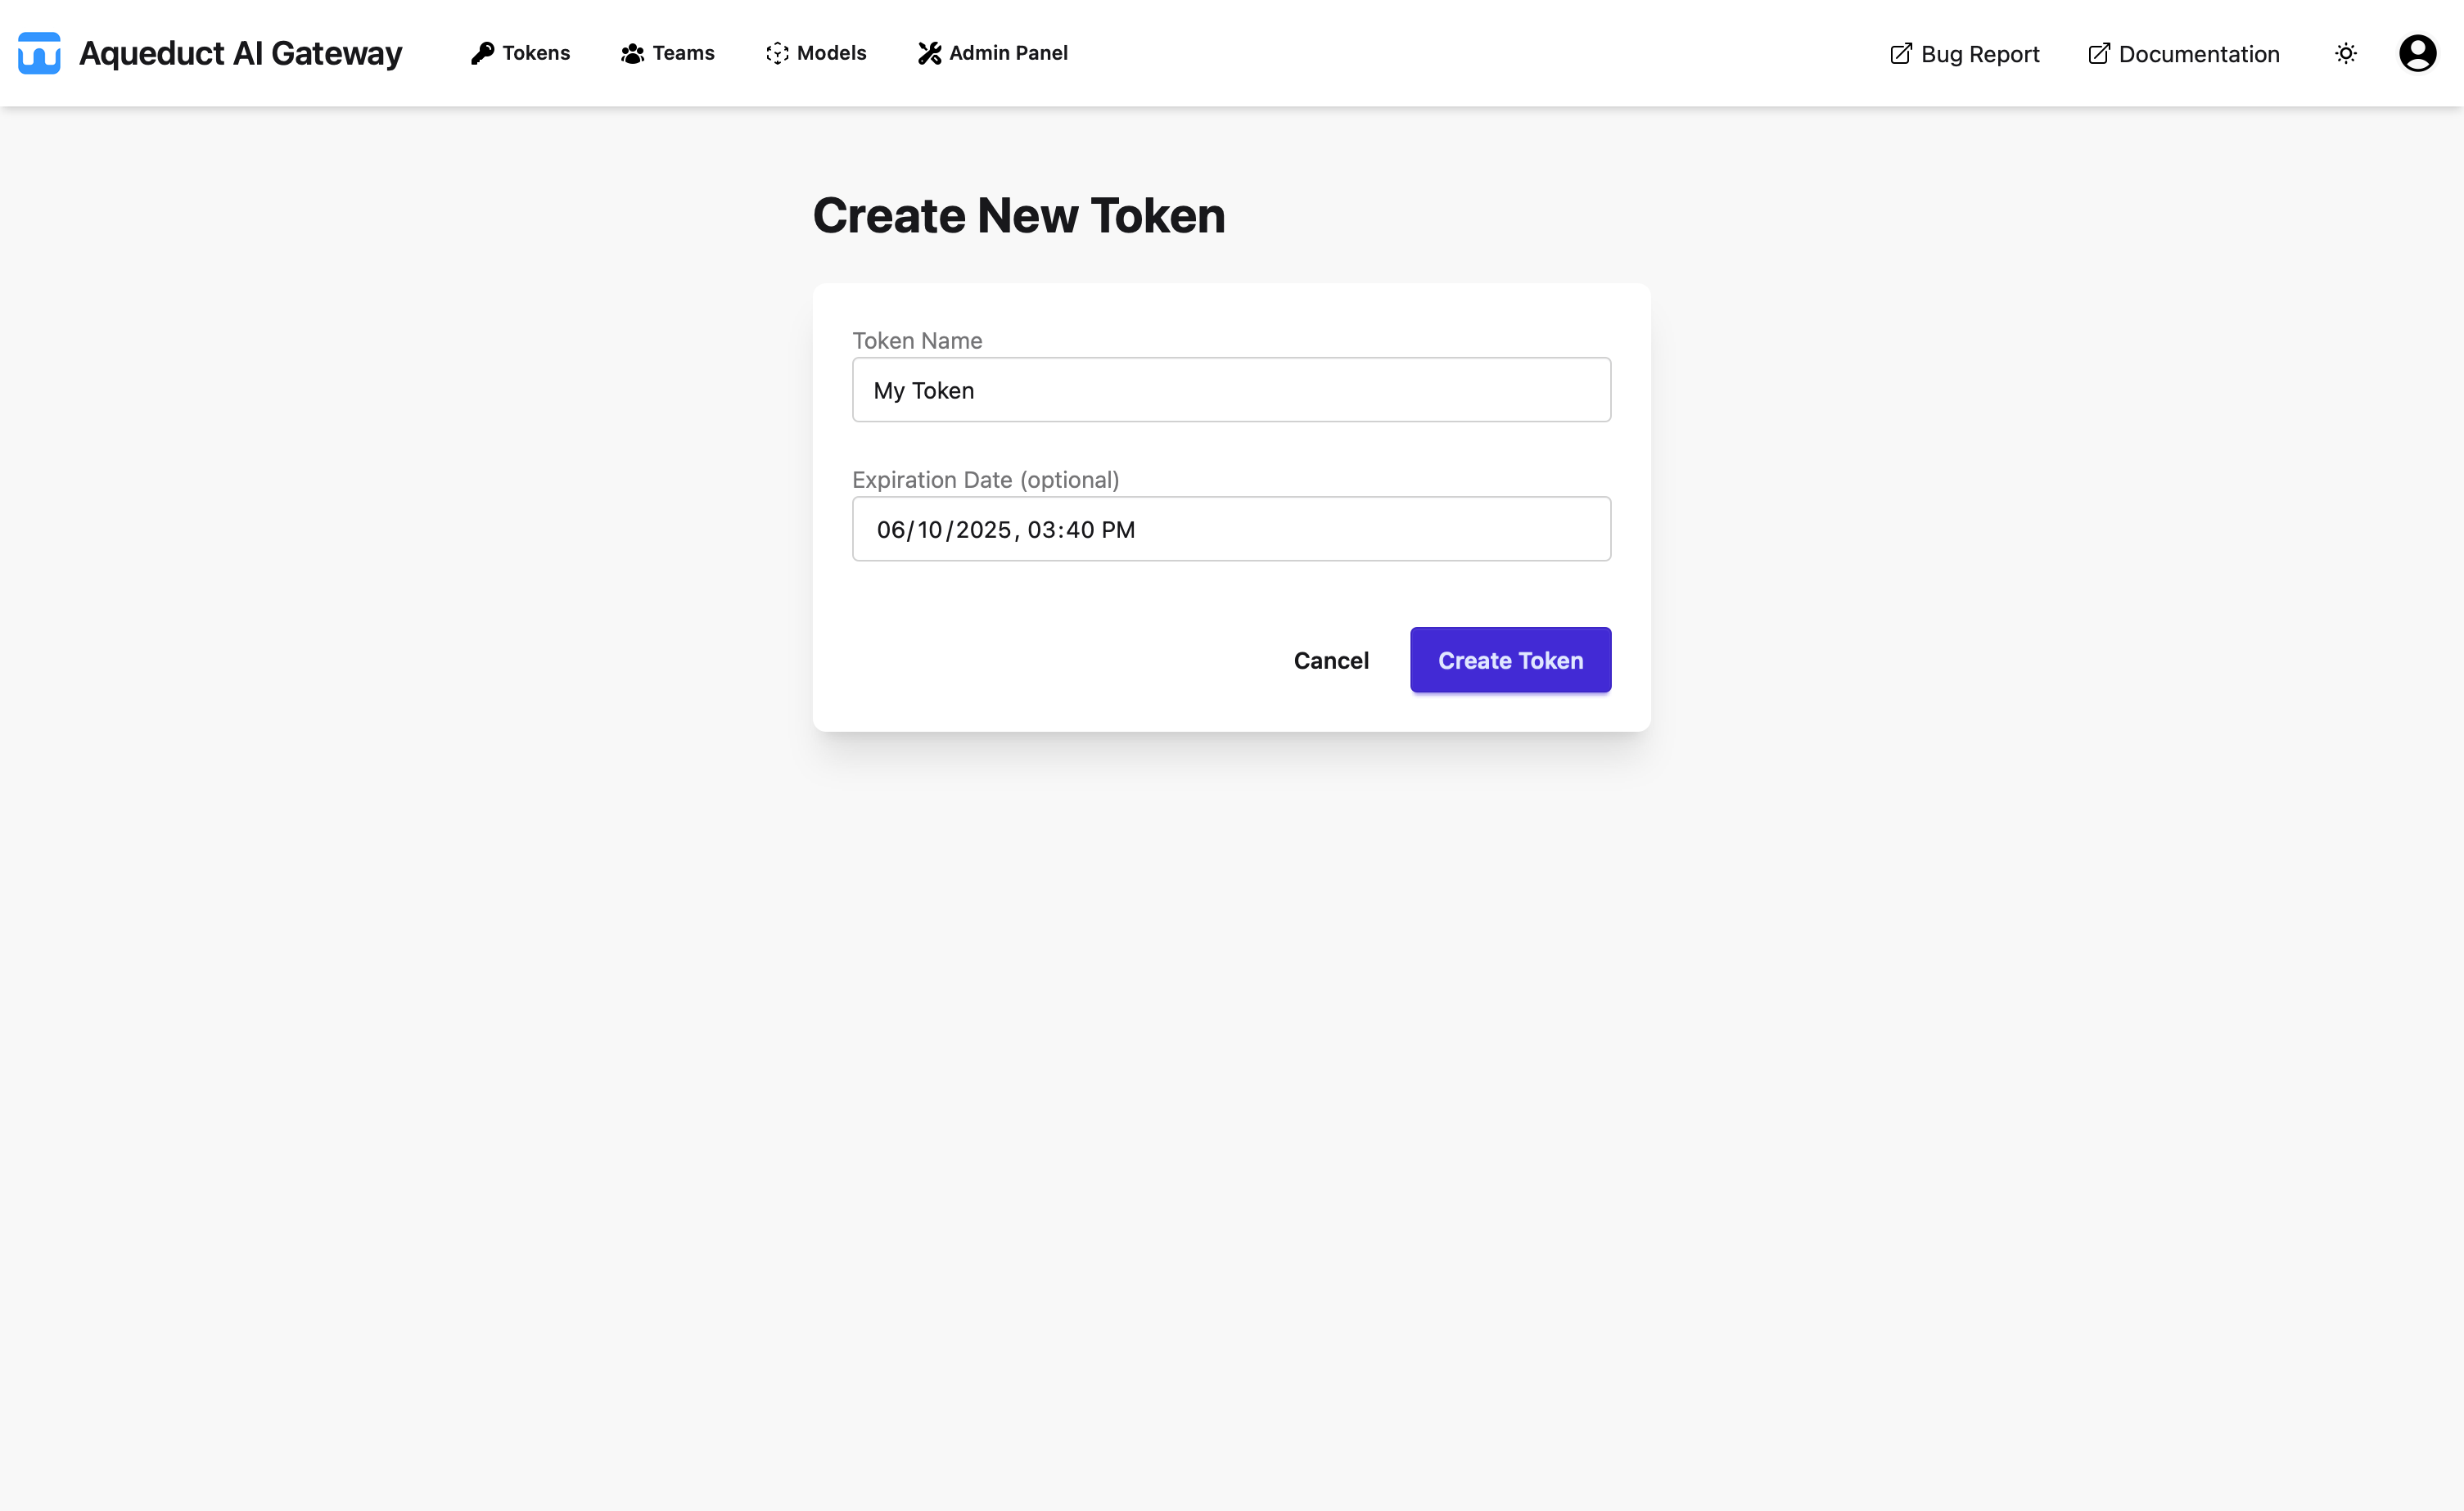 Aqueduct AI Gateway Tokens Teams Models Admin Panel Bug Report Documentation
Create New Token
Token Name
My Token
Expiration Date (optional)
06/10/2025, 03:40 PM
Cancel Create Token